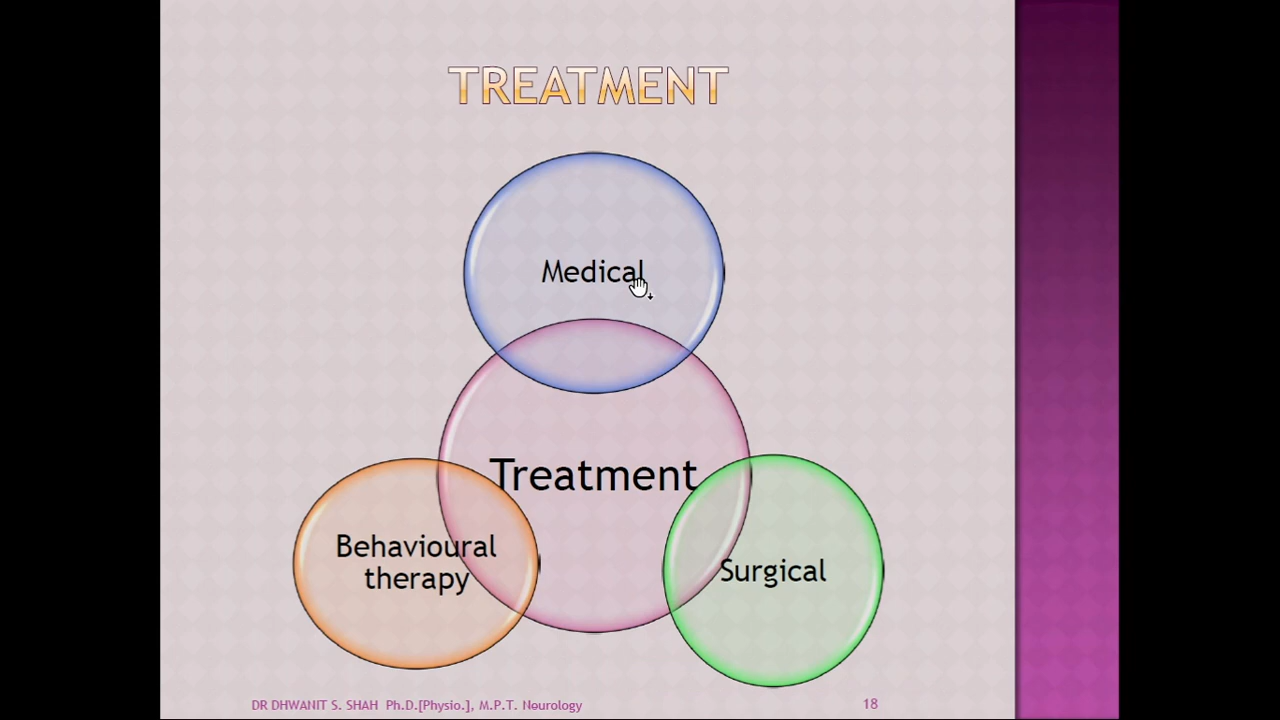 TREATMENT
Medical
Treatment
Behavioural
therapy
Surgical
DR DHWANIT S. SHAH Ph.D.[Physio.], M.P.T. Neurology
18